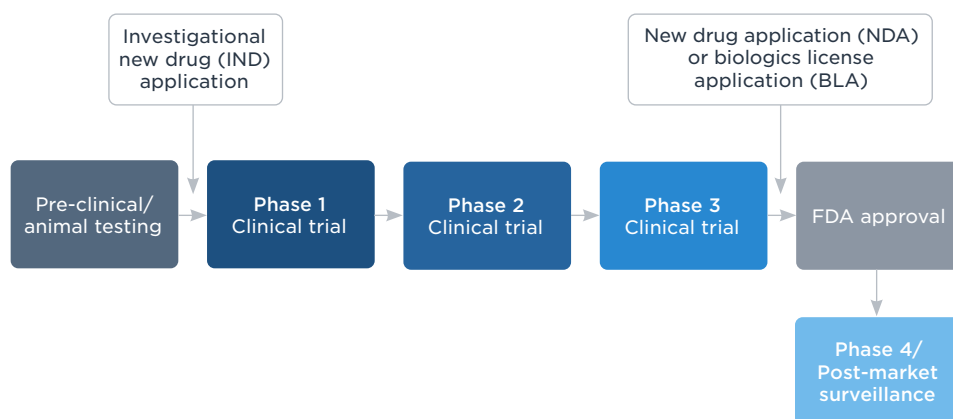 Investigational
new drug (IND)
application
New drug application (NDA)
or biologics license
application (BLA)
Pre-clinical/
animal testing
Phase 1
Clinical trial
Phase 2
Clinical trial
Phase 3
Clinical trial
FDA approval
Phase 4/
Post-market
surveillance